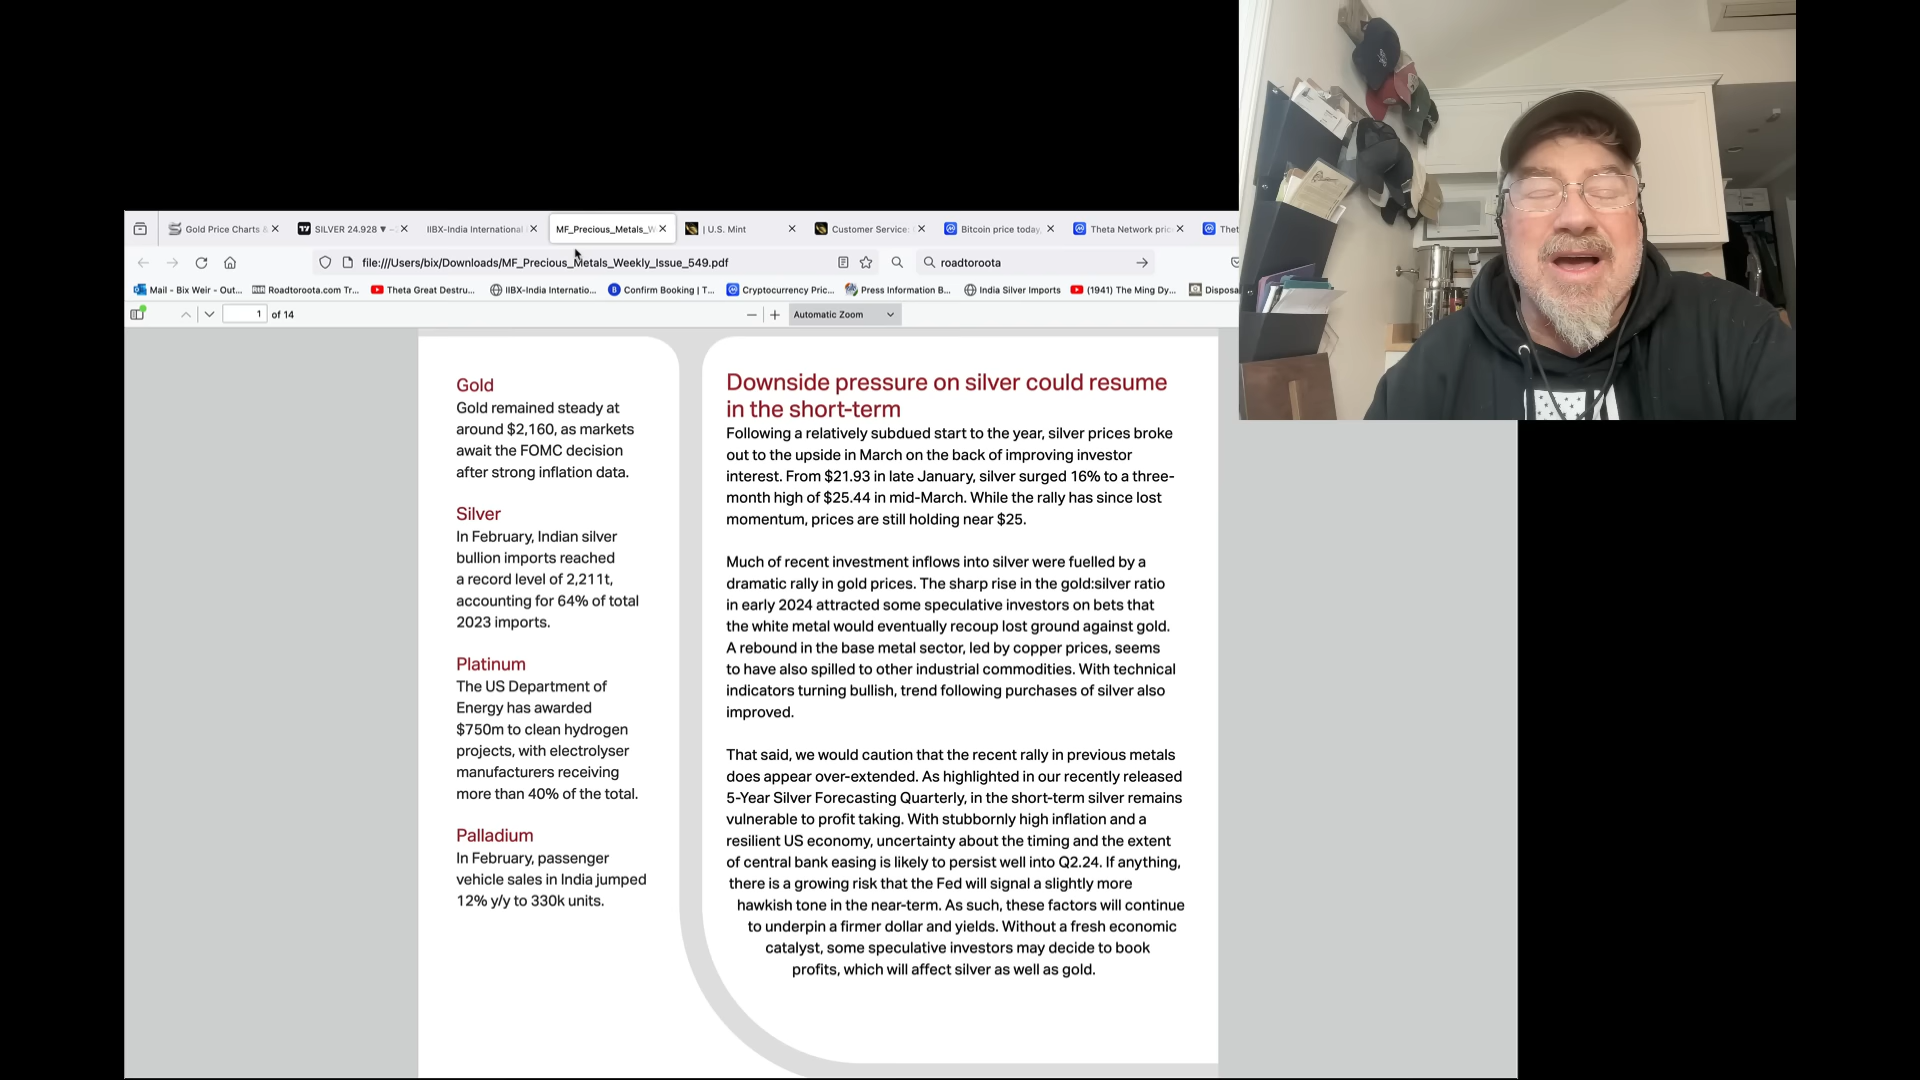 Gold Price Charts &
SILVER 24.928 ▼ -
IIBX-India International
MF_Precious_Metals_W
| U.S. Mint
Customer Service:
Bitcoin price today,
Theta Network pric
Thet
file:///Users/bix/Downloads/MF_Precious_Metals_Weekly_Issue_549.pdf
roadtoroota
Mail - Bix Weir - Out...
Roadtoroota.com Tr...
Theta Great Destru...
IIBX-India Internatio...
Confirm Booking | T...
Cryptocurrency Pric...
Press Information B...
India Silver Imports
(1941) The Ming Dy...
Disposa
1 of 14
Automatic Zoom
Gold
Gold remained steady at
around $2,160, as markets
await the FOMC decision
after strong inflation data.
Silver
In February, Indian silver
bullion imports reached
a record level of 2,211t,
accounting for 64% of total
2023 imports.
Platinum
The US Department of
Energy has awarded
$750m to clean hydrogen
projects, with electrolyser
manufacturers receiving
more than 40% of the total.
Palladium
In February, passenger
vehicle sales in India jumped
12% y/y to 330k units.
Downside pressure on silver could resume
in the short-term
Following a relatively subdued start to the year, silver prices broke
out to the upside in March on the back of improving investor
interest. From $21.93 in late January, silver surged 16% to a three-
month high of $25.44 in mid-March. While the rally has since lost
momentum, prices are still holding near $25.
Much of recent investment inflows into silver were fuelled by a
dramatic rally in gold prices. The sharp rise in the gold:silver ratio
in early 2024 attracted some speculative investors on bets that
the white metal would eventually recoup lost ground against gold.
A rebound in the base metal sector, led by copper prices, seems
to have also spilled to other industrial commodities. With technical
indicators turning bullish, trend following purchases of silver also
improved.
That said, we would caution that the recent rally in previous metals
does appear over-extended. As highlighted in our recently released
5-Year Silver Forecasting Quarterly, in the short-term silver remains
vulnerable to profit taking. With stubbornly high inflation and a
resilient US economy, uncertainty about the timing and the extent
of central bank easing is likely to persist well into Q2.24. If anything,
there is a growing risk that the Fed will signal a slightly more
hawkish tone in the near-term. As such, these factors will continue
to underpin a firmer dollar and yields. Without a fresh economic
catalyst, some speculative investors may decide to book
profits, which will affect silver as well as gold.